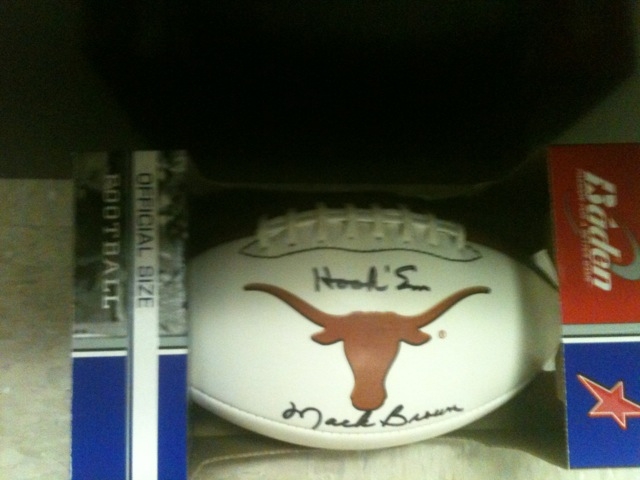 OFFICIAL SIZE
FOOTBALL
Hook 'Em
®
Mack Brown
Baden